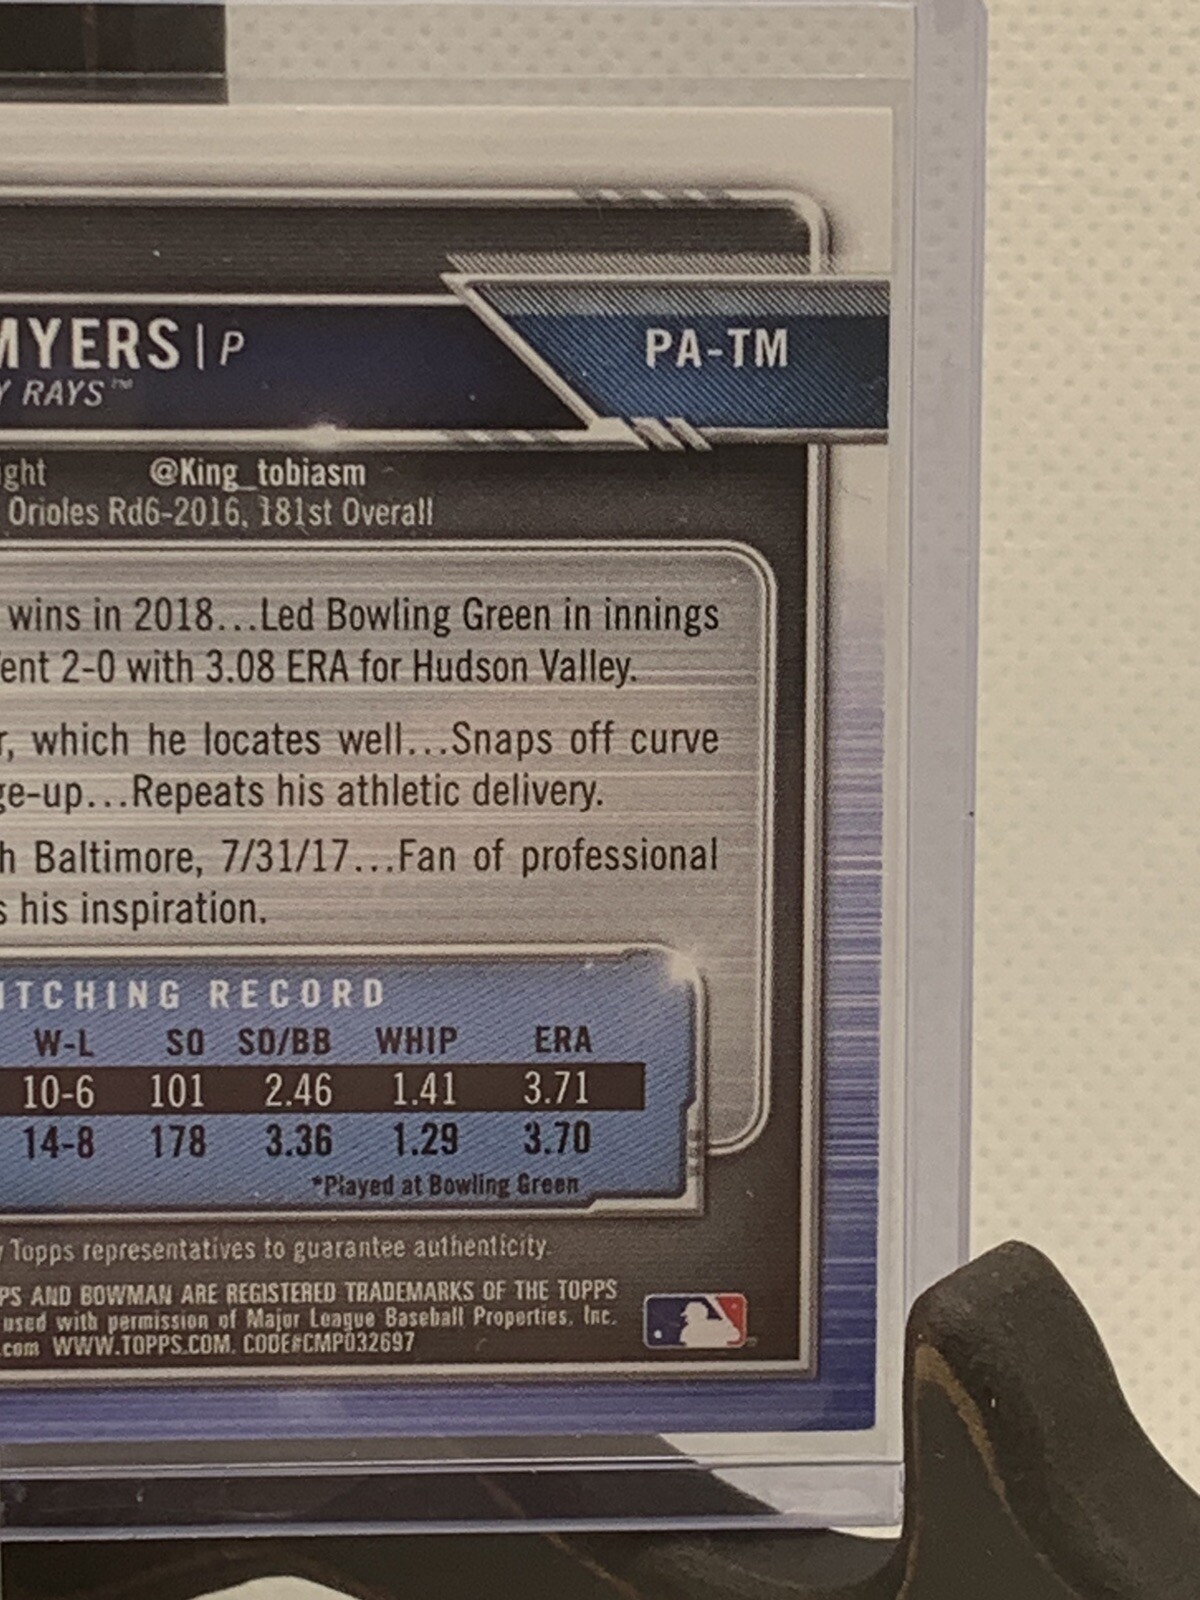 MYERS | P
PA-TM
Y RAYS™
ght @King_tobiasm
Orioles Rd6-2016, 181st Overall
wins in 2018...Led Bowling Green in innings
ent 2-0 with 3.08 ERA for Hudson Valley.
r, which he locates well...Snaps off curve
ge-up...Repeats his athletic delivery.
h Baltimore, 7/31/17...Fan of professional
s his inspiration.
ITCHING RECORD
W-L SO SO/BB WHIP ERA
10-6 101 2.46 1.41 3.71
14-8 178 3.36 1.29 3.70
*Played at Bowling Green
y Topps representatives to guarantee authenticity.
PS AND BOWMAN ARE REGISTERED TRADEMARKS OF THE TOPPS
used with permission of Major League Baseball Properties, Inc.
.com WWW.TOPPS.COM. CODE#CMP032697